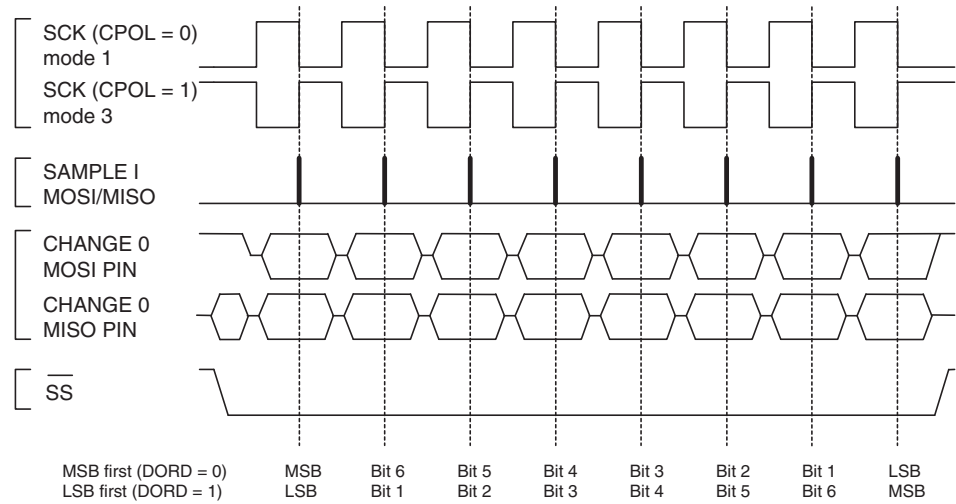 SCK (CPOL = 0)
mode 1
SCK (CPOL = 1)
mode 3
SAMPLE I
MOSI/MISO
CHANGE 0
MOSI PIN
CHANGE 0
MISO PIN
SS
MSB first (DORD = 0) MSB Bit 6 Bit 5 Bit 4 Bit 3 Bit 2 Bit 1 LSB
LSB first (DORD = 1) LSB Bit 1 Bit 2 Bit 3 Bit 4 Bit 5 Bit 6 MSB